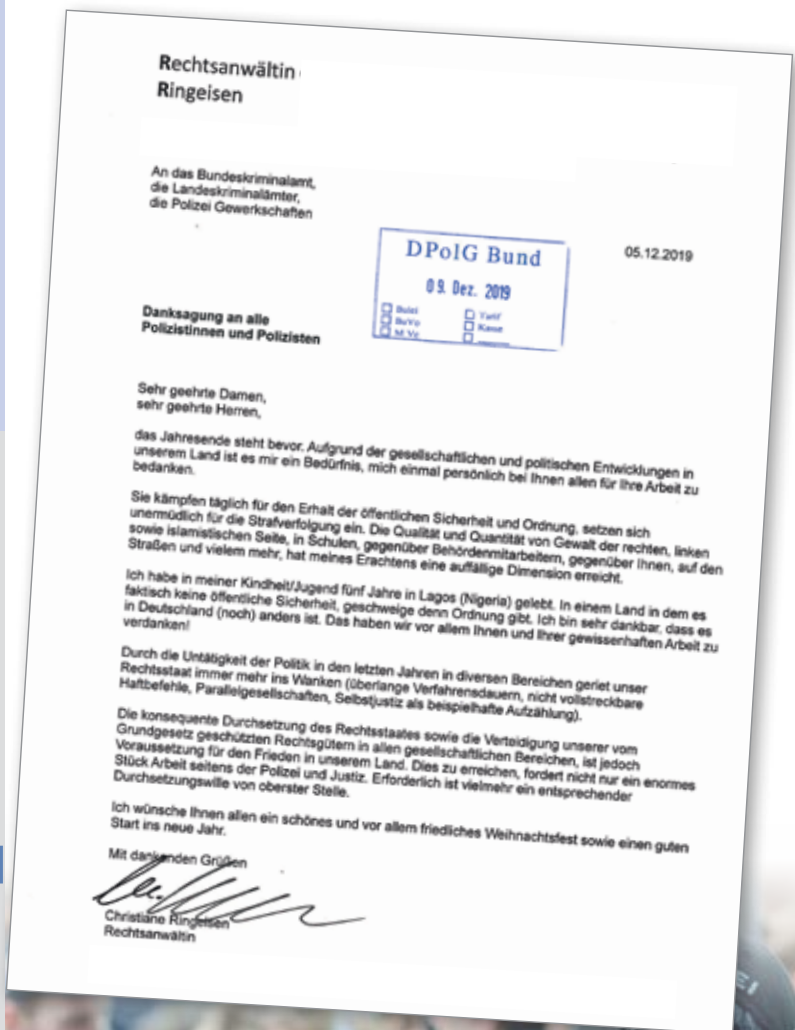 Rechtsanwältin
Ringeisen
An das Bundeskriminalamt,
die Landeskriminalämter,
die Polizei Gewerkschaften
05.12.2019
DPolG Bund
09. Dez. 2019
Bulei
BuVo
M.Ve
Tarif
Kasse
Danksagung an alle
Polizistinnen und Polizisten
Sehr geehrte Damen,
sehr geehrte Herren,
das Jahresende steht bevor. Aufgrund der gesellschaftlichen und politischen Entwicklungen in
unserem Land ist es mir ein Bedürfnis, mich einmal persönlich bei Ihnen allen für Ihre Arbeit zu
bedanken.
Sie kämpfen täglich für den Erhalt der öffentlichen Sicherheit und Ordnung, setzen sich
unermüdlich für die Strafverfolgung ein. Die Qualität und Quantität von Gewalt der rechten, linken
sowie islamistischen Seite, in Schulen, gegenüber Behördenmitarbeitern, gegenüber Ihnen, auf den
Straßen und vielem mehr, hat meines Erachtens eine auffällige Dimension erreicht.
Ich habe in meiner Kindheit/Jugend fünf Jahre in Lagos (Nigeria) gelebt. In einem Land in dem es
faktisch keine öffentliche Sicherheit, geschweige denn Ordnung gibt. Ich bin sehr dankbar, dass es
in Deutschland (noch) anders ist. Das haben wir vor allem Ihnen und Ihrer gewissenhaften Arbeit zu
verdanken!
Durch die Untätigkeit der Politik in den letzten Jahren in diversen Bereichen geriet unser
Rechtsstaat immer mehr ins Wanken (überlange Verfahrensdauern, nicht vollstreckbare
Haftbefehle, Parallelgesellschaften, Selbstjustiz als beispielhafte Aufzählung).
Die konsequente Durchsetzung des Rechtsstaates sowie die Verteidigung unserer vom
Grundgesetz geschützten Rechtsgütern in allen gesellschaftlichen Bereichen, ist jedoch
Voraussetzung für den Frieden in unserem Land. Dies zu erreichen, fordert nicht nur ein enormes
Stück Arbeit seitens der Polizei und Justiz. Erforderlich ist vielmehr ein entsprechender
Durchsetzungswille von oberster Stelle.
Ich wünsche Ihnen allen ein schönes und vor allem friedliches Weihnachtsfest sowie einen guten
Start ins neue Jahr.
Mit dankenden Grüßen
Christiane Ringeisen
Rechtsanwältin